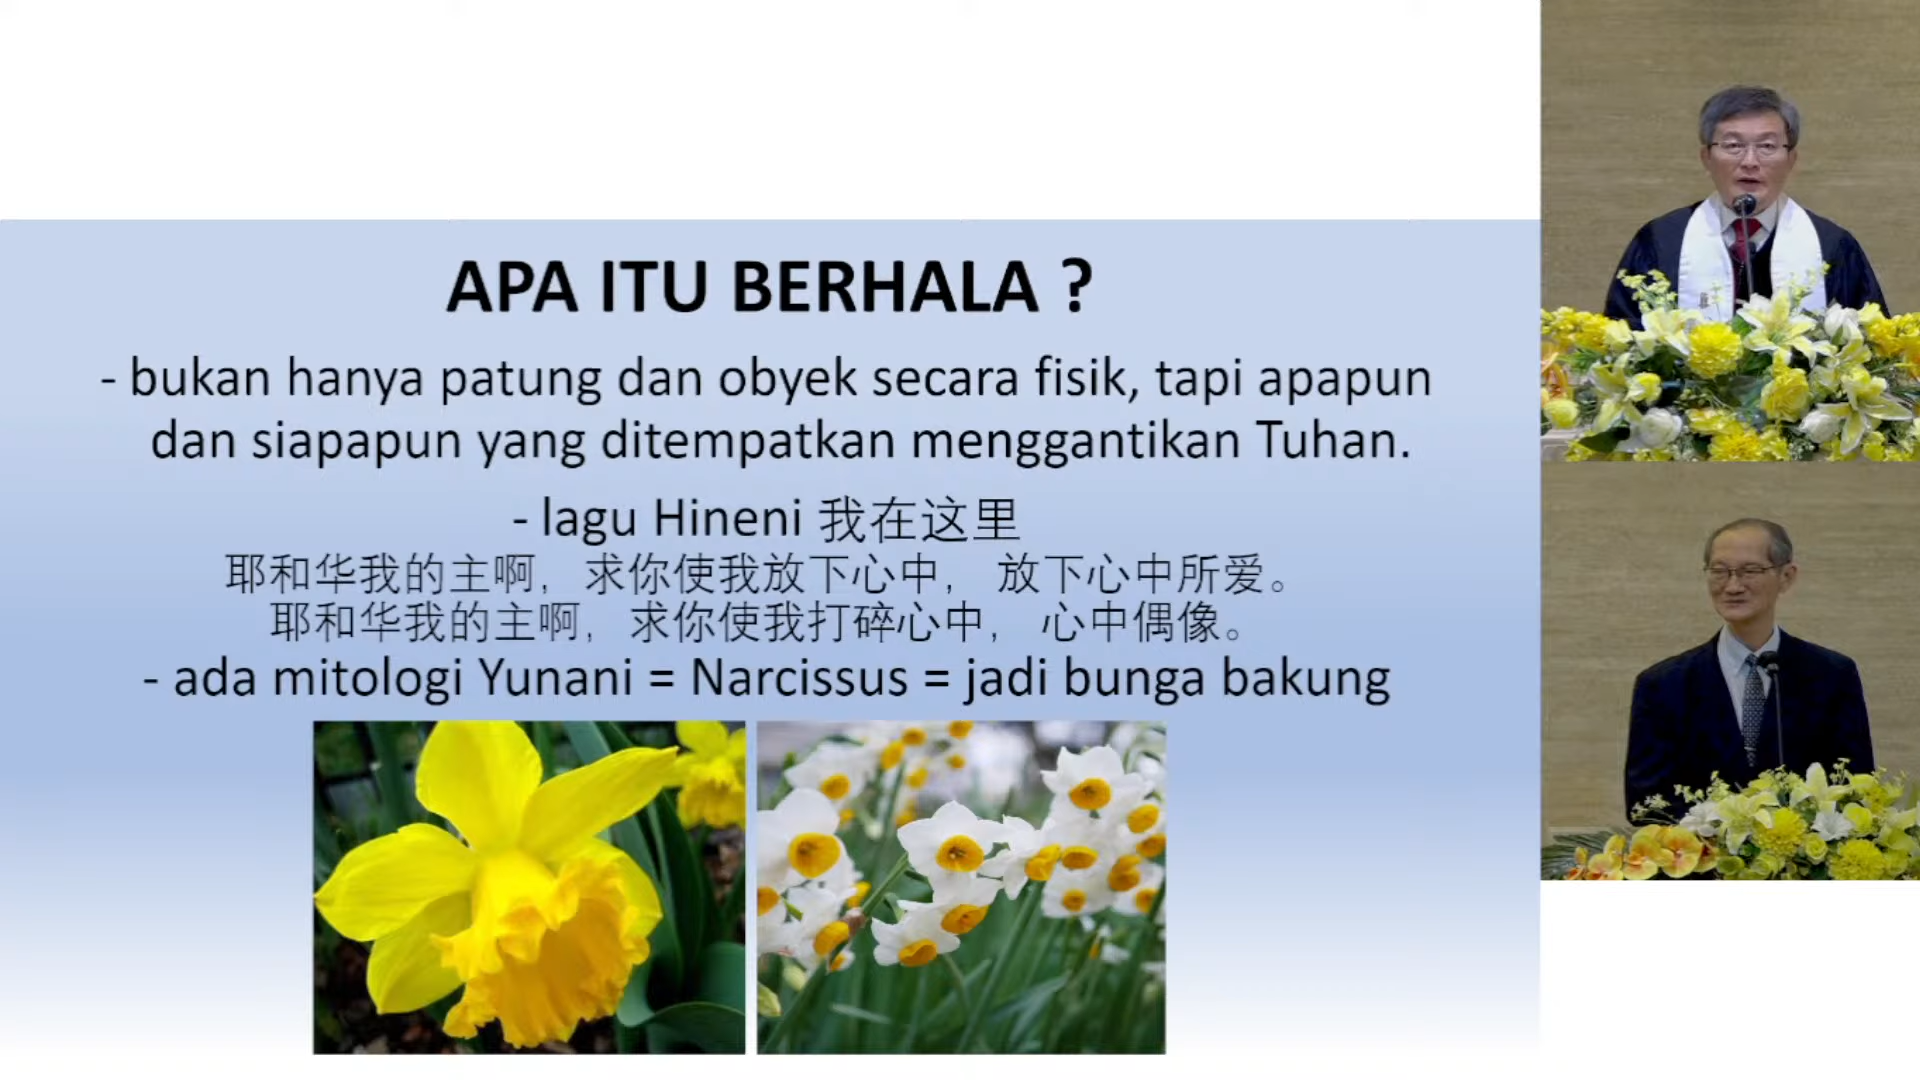 APA ITU BERHALA ?
- bukan hanya patung dan obyek secara fisik, tapi apapun
dan siapapun yang ditempatkan menggantikan Tuhan.
- lagu Hineni 我在这里
耶和华我的主啊，求你使我放下心中，放下心中所爱。
耶和华我的主啊，求你使我打碎心中，心中偶像。
- ada mitologi Yunani = Narcissus = jadi bunga bakung